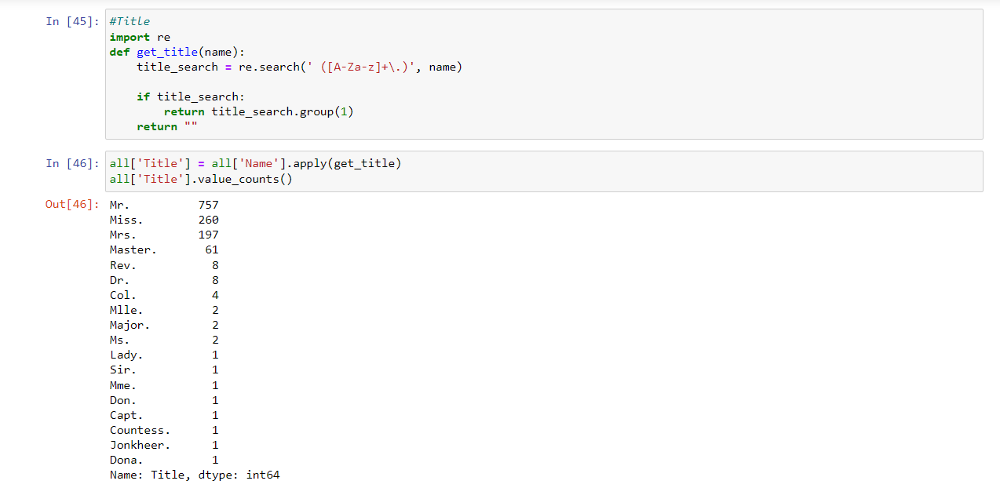 In [45]: #Title
import re
def get_title(name):
    title_search = re.search(' ([A-Za-z]+\.)', name)

    if title_search:
        return title_search.group(1)
    return ""
In [46]: all['Title'] = all['Name'].apply(get_title)
all['Title'].value_counts()
Out[46]: Mr.          757
Miss.        260
Mrs.         197
Master.       61
Rev.           8
Dr.            8
Col.           4
Mlle.          2
Major.         2
Ms.            2
Lady.          1
Sir.           1
Mme.           1
Don.           1
Capt.          1
Countess.      1
Jonkheer.      1
Dona.          1
Name: Title, dtype: int64